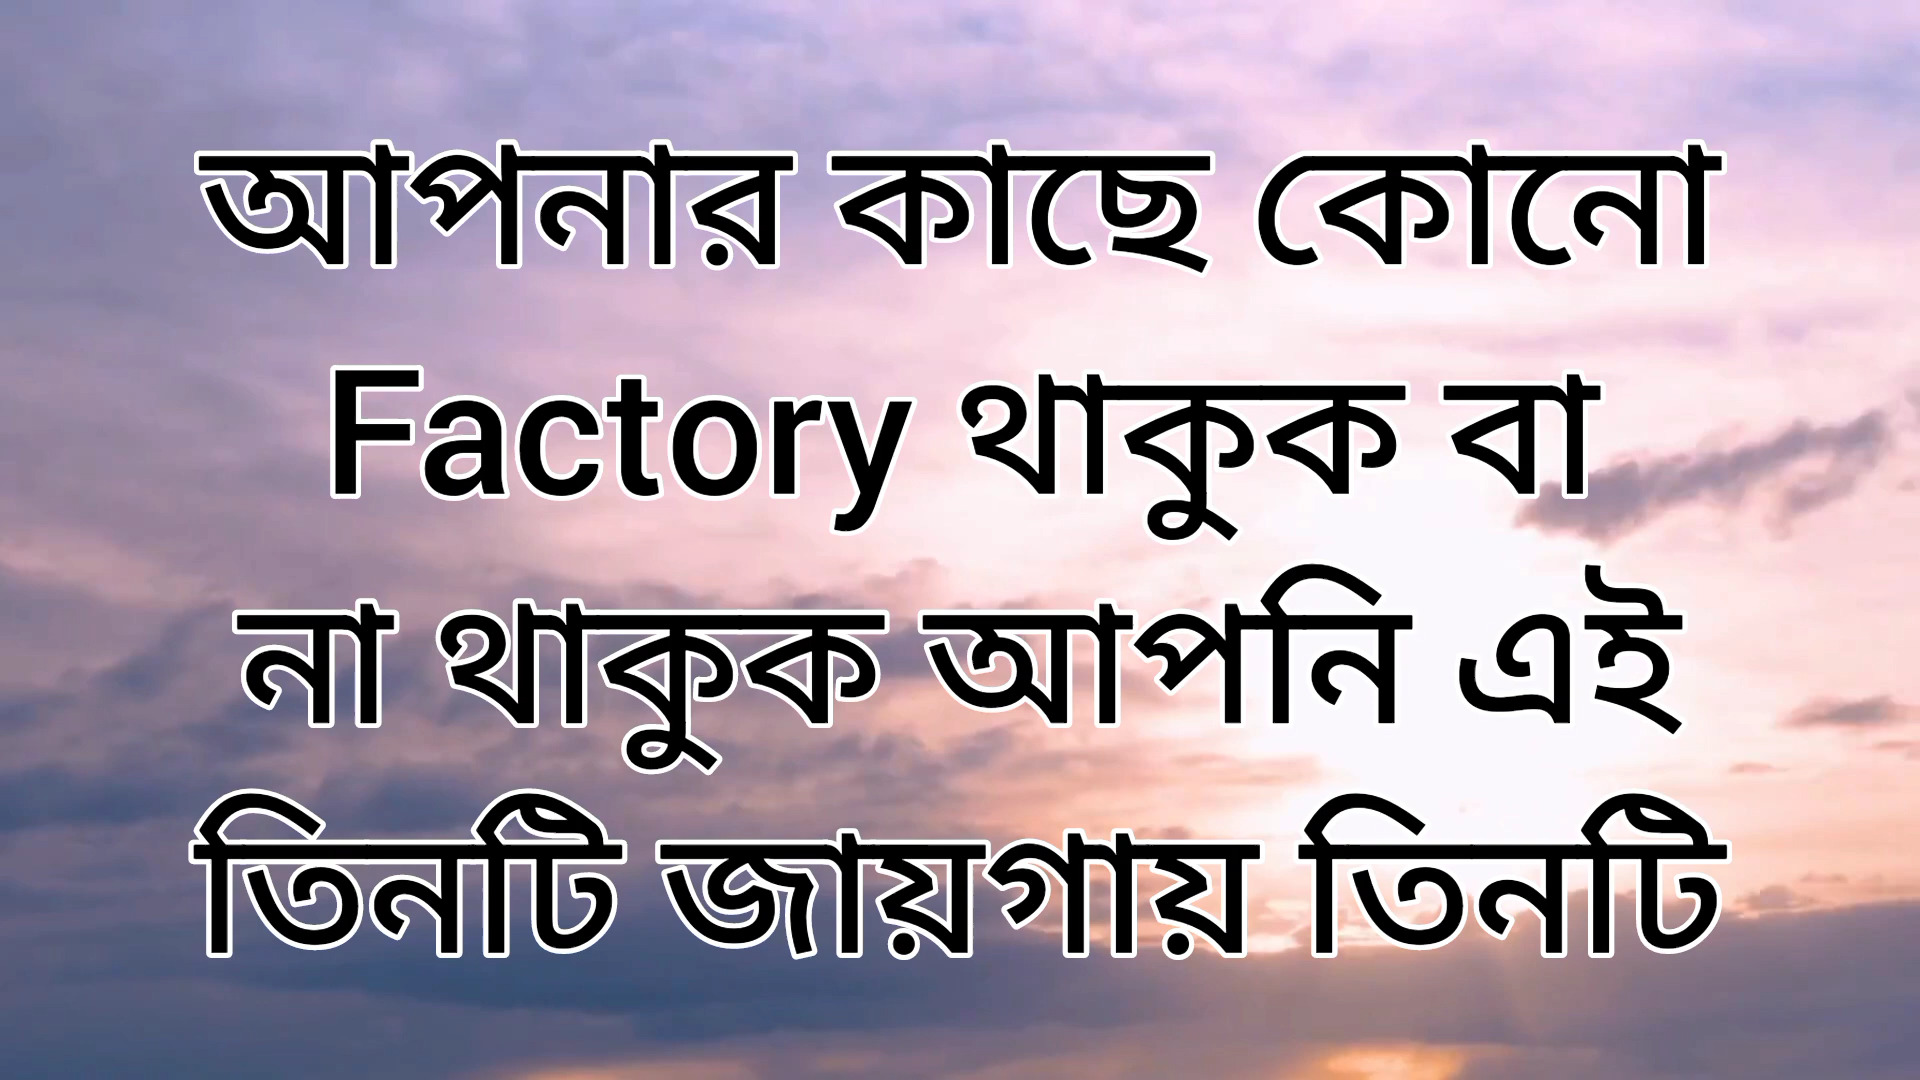 আপনার কাছে কোনো
Factory থাকুক বা
না থাকুক আপনি এই
তিনটি জায়গায় তিনটি